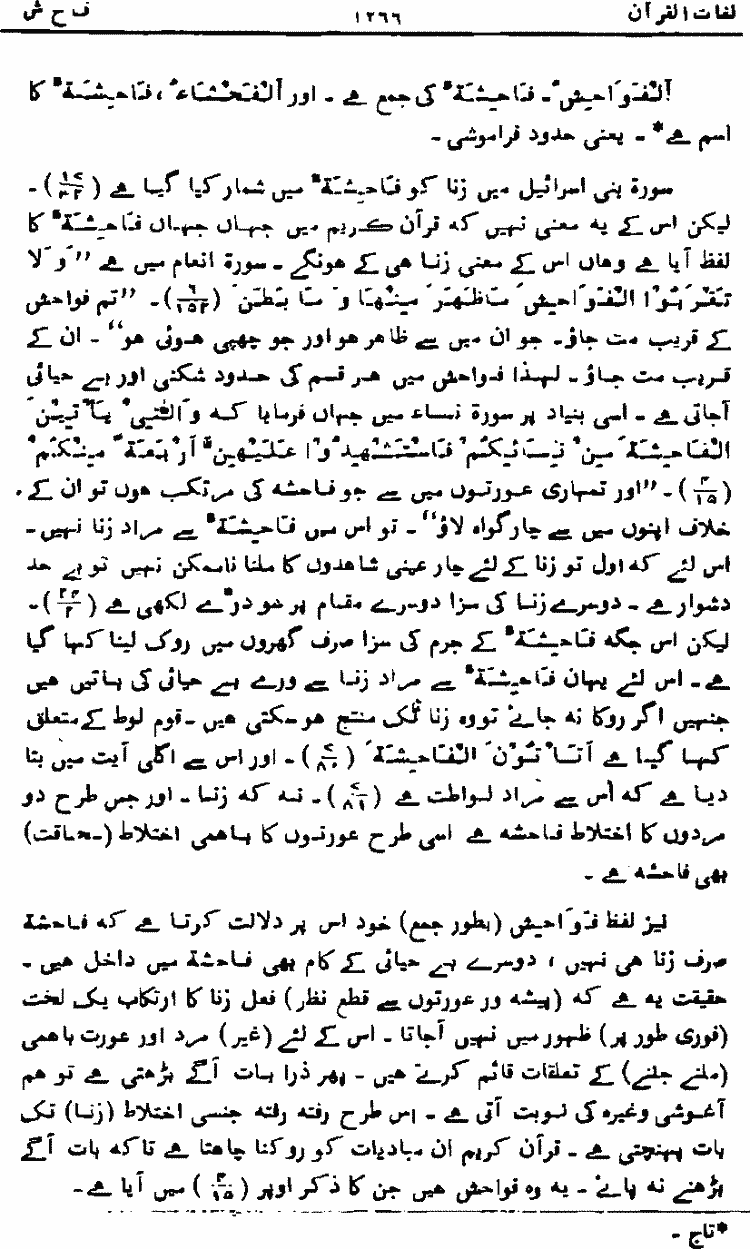 لغات القرآن ۱۲۶۶ ف ح ش
اَلْفَوَاحِشُ ۔ فَاحِشَةٌ کی جمع ہے ۔ اور اَلْفَحْشَاءُ ، فَاحِشَةٌ کا
اسم ہے* ۔ یعنی حدود فراموشی ۔
سورۃ بنی اسرائیل میں زنا کو فَاحِشَةٌ میں شمار کیا گیا ہے (۱۷/۳۲) ۔
لیکن اس کے یہ معنی نہیں کہ قرآن کریم میں جہاں جہاں فَاحِشَةٌ کا
لفظ آیا ہے وہاں اس کے معنی زنا ہی کے ہونگے ۔ سورۃ انعام میں ہے ”وَ لَا
تَقْرَبُوْا الْفَوَاحِشَ مَاظَهَرَ مِنْهَا وَ مَا بَطَنَ (۶/۱۵۲) ۔ ”تم فواحش
کے قریب مت جاؤ ۔ جو ان میں سے ظاہر ہو اور جو چھپی ہوئی ہو“ ۔ ان کے
قریب مت جاؤ ۔ لہذا فواحش میں ہر قسم کی حدود شکنی اور بے حیائی
آجاتی ہے ۔ اسی بنیاد پر سورۃ نساء میں جہاں فرمایا کہ وَالّٰتِیْ یَأْتِیْنَ
الْفَاحِشَةَ مِنْ نِسَائِکُمْ فَاسْتَشْهِدُوْا عَلَیْهِنَّ اَرْبَعَةً مِنْکُمْ
(۴/۱۵) ۔ ”اور تمہاری عورتوں میں سے جو فاحشہ کی مرتکب ہوں تو ان کے
خلاف اپنوں میں سے چار گواہ لاؤ“ ۔ تو اس میں فَاحِشَةٌ سے مراد زنا نہیں ۔
اس لئے کہ اول تو زنا کے لئے چار عینی شاہدوں کا ملنا ناممکن نہیں تو بے حد
دشوار ہے ۔ دوسرے زنا کی سزا دوسرے مقام پر خود دُرّے لکھی ہے (۲۴/۲) ۔
لیکن اس جگہ فَاحِشَةٌ کے جرم کی سزا صرف گھروں میں روک لینا کہا گیا
ہے ۔ اس لئے یہاں فَاحِشَةٌ سے مراد زنا سے ورے بے حیائی کی باتیں ہیں
جنہیں اگر روکا نہ جائے تو وہ زنا تک منتج ہو سکتی ہیں ۔ قوم لوط کے متعلق
کہا گیا ہے اَتَأْتُوْنَ الْفَاحِشَةَ (۷/۸۰) ۔ اور اس سے اگلی آیت میں بتا
دیا ہے کہ اُس سے مراد لواطت ہے (۷/۸۱) ۔ نہ کہ زنا ۔ اور جس طرح دو
مردوں کا اختلاط فاحشہ ہے اسی طرح عورتوں کا باہمی اختلاط (سحاقت)
بھی فاحشہ ہے ۔
نیز لفظ فَوَاحِش (بطور جمع) خود اس پر دلالت کرتا ہے کہ فاحشة
صرف زنا ہی نہیں ، دوسرے بے حیائی کے کام بھی فاحشة میں داخل ہیں ۔
حقیقت یہ ہے کہ (پیشہ ور عورتوں سے قطع نظر) فعل زنا کا ارتکاب یک لخت
(فوری طور پر) ظہور میں نہیں آجاتا ۔ اس کے لئے (غیر) مرد اور عورت باہمی
(ملنے جلنے) کے تعلقات قائم کرتے ہیں ۔ پھر ذرا بات آگے بڑھتی ہے تو ہم
آغوشی وغیرہ کی نوبت آتی ہے ۔ اس طرح رفتہ رفتہ جنسی اختلاط (زنا) تک
بات پہنچتی ہے ۔ قرآن کریم ان مبادیات کو روکنا چاہتا ہے تاکہ بات آگے
بڑھنے نہ پائے ۔ یہ وہ فواحش ہیں جن کا ذکر اوپر (۴/۱۵) میں آیا ہے ۔
*تاج ۔